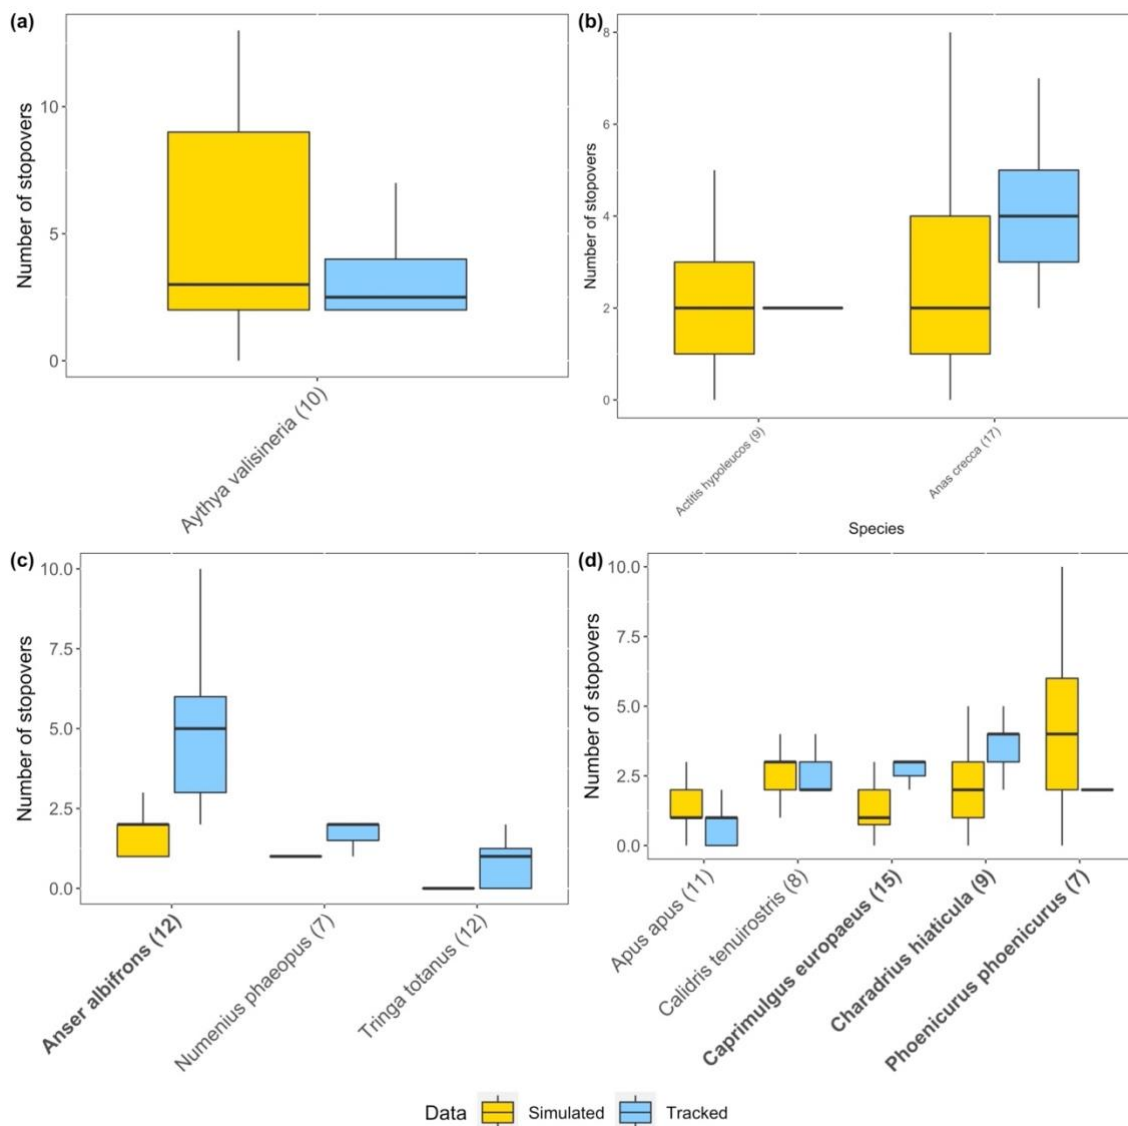 (a)
Number of stopovers
10
5
0
Aythya valisineria (10)
(b)
Number of stopovers
8
6
4
2
0
Actitis hypoleucos (9)
Anas crecca (17)
Species
(c)
Number of stopovers
10.0
7.5
5.0
2.5
0.0
Anser albifrons (12)
Numenius phaeopus (7)
Tringa totanus (12)
(d)
Number of stopovers
10.0
7.5
5.0
2.5
0.0
Apus apus (11)
Calidris tenuirostris (8)
Caprimulgus europaeus (15)
Charadrius hiaticula (9)
Phoenicurus phoenicurus (7)
Data Simulated Tracked